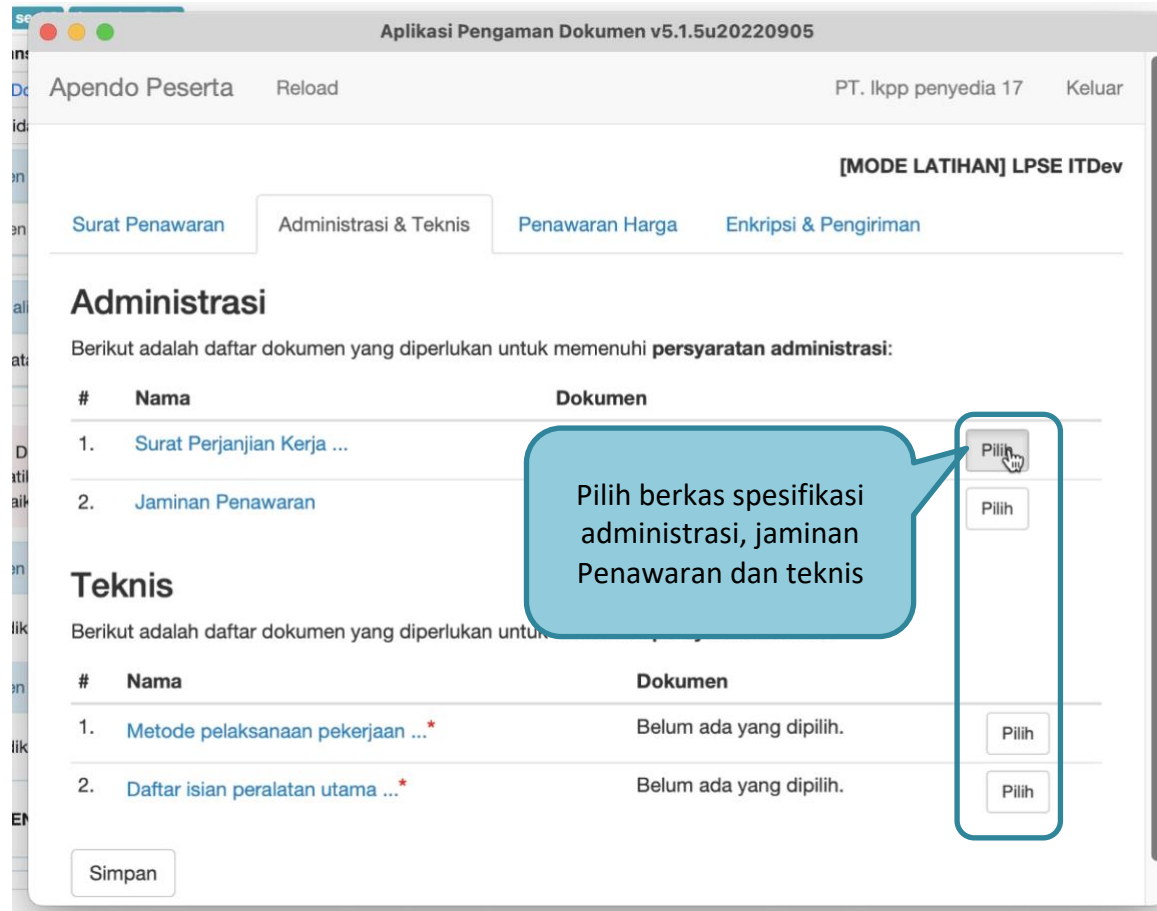 Aplikasi Pengaman Dokumen v5.1.5u20220905
Apendo Peserta Reload PT. lkpp penyedia 17 Keluar
[MODE LATIHAN] LPSE ITDev
Surat Penawaran Administrasi & Teknis Penawaran Harga Enkripsi & Pengiriman
Administrasi
Berikut adalah daftar dokumen yang diperlukan untuk memenuhi persyaratan administrasi:
# Nama Dokumen
1. Surat Perjanjian Kerja ... Pilih
2. Jaminan Penawaran Pilih
Pilih berkas spesifikasi
administrasi, jaminan
Penawaran dan teknis
Teknis
Berikut adalah daftar dokumen yang diperlukan
# Nama Dokumen
1. Metode pelaksanaan pekerjaan ...* Belum ada yang dipilih. Pilih
2. Daftar isian peralatan utama ...* Belum ada yang dipilih. Pilih
Simpan